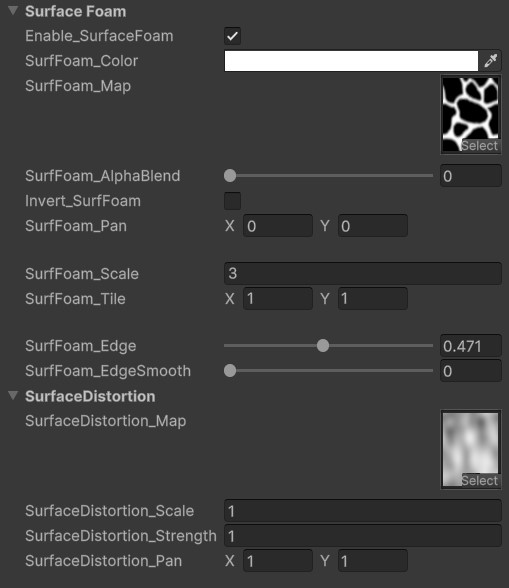 Surface Foam
Enable_SurfaceFoam
SurfFoam_Color
SurfFoam_Map
Select
SurfFoam_AlphaBlend 0
Invert_SurfFoam
SurfFoam_Pan X 0 Y 0
SurfFoam_Scale 3
SurfFoam_Tile X 1 Y 1
SurfFoam_Edge 0.471
SurfFoam_EdgeSmooth 0
SurfaceDistortion
SurfaceDistortion_Map
Select
SurfaceDistortion_Scale 1
SurfaceDistortion_Strength 1
SurfaceDistortion_Pan X 1 Y 1